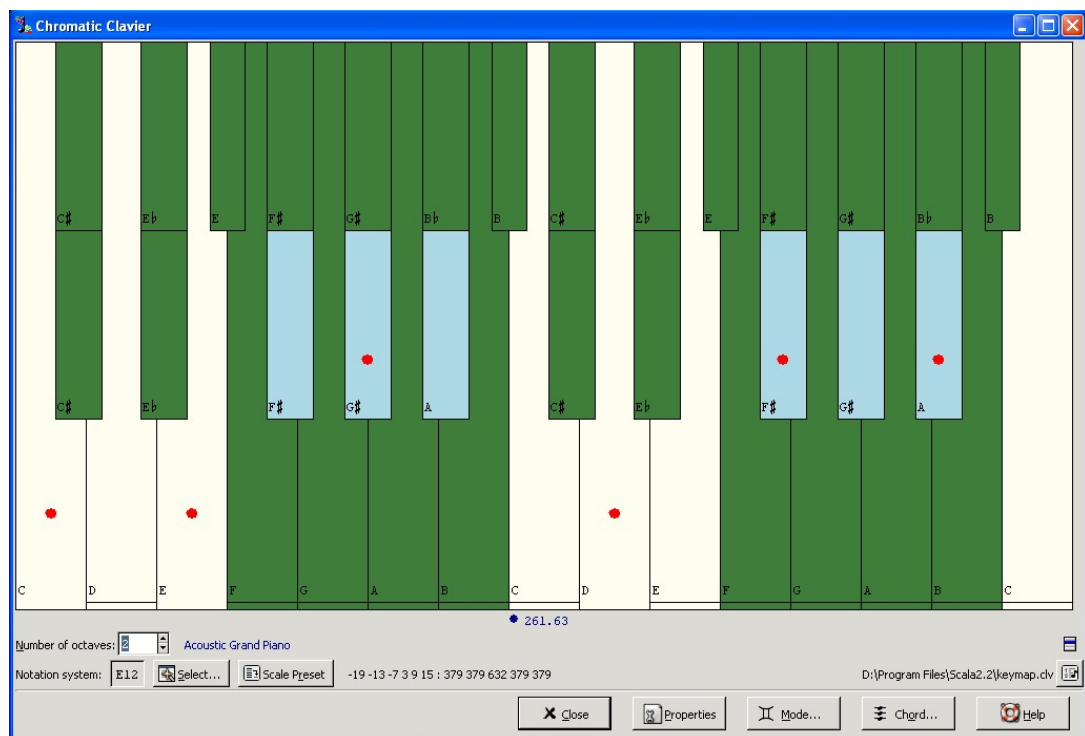 Chromatic Clavier
C♯ E♭ E F♯ G♯ B♭ B C♯ E♭ E F♯ G♯ B♭ B
C♯ E♭ F♯ G♯ A C♯ E♭ F♯ G♯ A
C D E F G A B C D E F G A B C
261.63
Number of octaves: 2 Acoustic Grand Piano
Notation system: E12 Select... Scale Preset -19 -13 -7 3 9 15 : 379 379 632 379 379 D:\Program Files\Scala2.2\keymap.clv
Close Properties Mode... Chord... Help